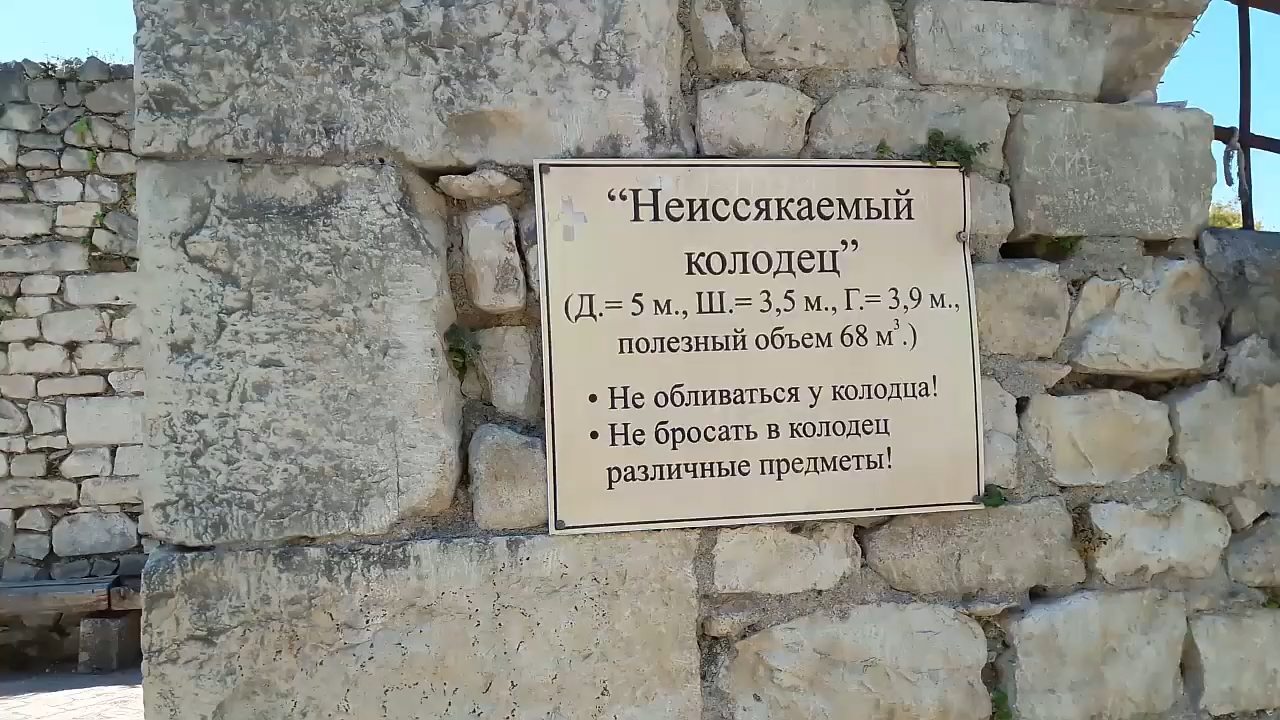 “Неиссякаемый
колодец”
(Д.= 5 м., Ш.= 3,5 м., Г.= 3,9 м.,
полезный объем 68 м³.)
• Не обливаться у колодца!
• Не бросать в колодец
различные предметы!